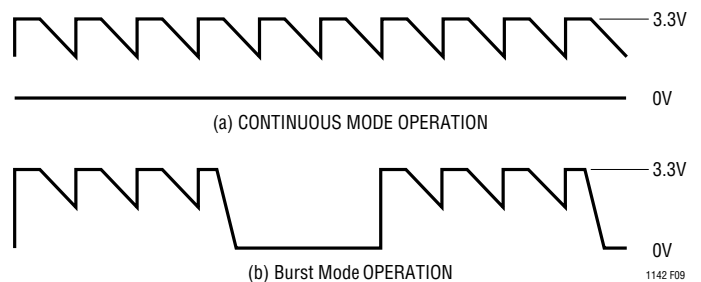 3.3V
0V
(a) CONTINUOUS MODE OPERATION
3.3V
0V
(b) Burst Mode OPERATION
1142 F09